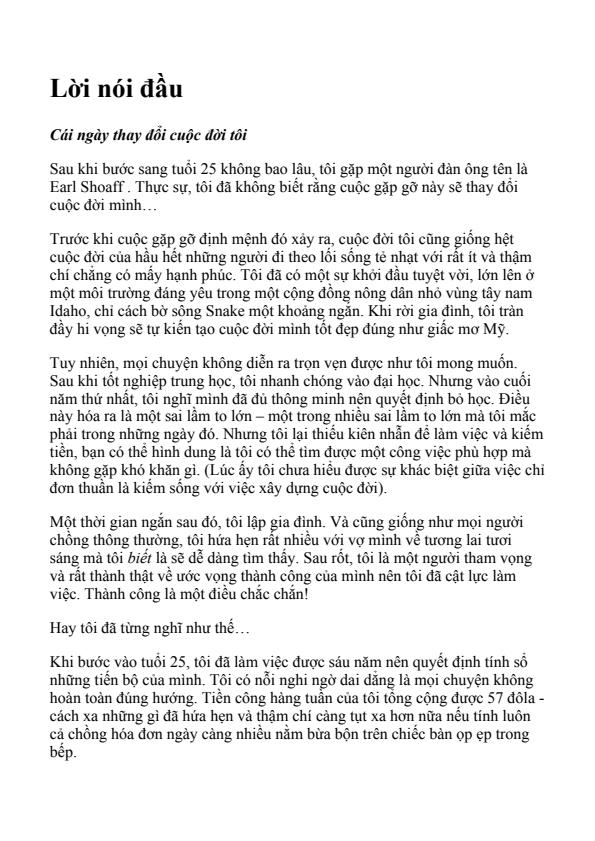 Lời nói đầu
Cái ngày thay đổi cuộc đời tôi
Sau khi bước sang tuổi 25 không bao lâu, tôi gặp một người đàn ông tên là
Earl Shoaff . Thực sự, tôi đã không biết rằng cuộc gặp gỡ này sẽ thay đổi
cuộc đời mình…
Trước khi cuộc gặp gỡ định mệnh đó xảy ra, cuộc đời tôi cũng giống hệt
cuộc đời của hầu hết những người đi theo lối sống tẻ nhạt với rất ít và thậm
chí chẳng có mấy hạnh phúc. Tôi đã có một sự khởi đầu tuyệt vời, lớn lên ở
một môi trường đáng yêu trong một cộng đồng nông dân nhỏ vùng tây nam
Idaho, chỉ cách bờ sông Snake một khoảng ngắn. Khi rời gia đình, tôi tràn
đầy hi vọng sẽ tự kiến tạo cuộc đời mình tốt đẹp đúng như giấc mơ Mỹ.
Tuy nhiên, mọi chuyện không diễn ra trọn vẹn được như tôi mong muốn.
Sau khi tốt nghiệp trung học, tôi nhanh chóng vào đại học. Nhưng vào cuối
năm thứ nhất, tôi nghĩ mình đã đủ thông minh nên quyết định bỏ học. Điều
này hóa ra là một sai lầm to lớn – một trong nhiều sai lầm to lớn mà tôi mắc
phải trong những ngày đó. Nhưng tôi lại thiếu kiên nhẫn để làm việc và kiếm
tiền, bạn có thể hình dung là tôi có thể tìm được một công việc phù hợp mà
không gặp khó khăn gì. (Lúc ấy tôi chưa hiểu được sự khác biệt giữa việc chỉ
đơn thuần là kiếm sống với việc xây dựng cuộc đời).
Một thời gian ngắn sau đó, tôi lập gia đình. Và cũng giống như mọi người
chồng thông thường, tôi hứa hẹn rất nhiều với vợ mình về tương lai tươi
sáng mà tôi biết là sẽ dễ dàng tìm thấy. Sau rốt, tôi là một người tham vọng
và rất thành thật về ước vọng thành công của mình nên tôi đã cật lực làm
việc. Thành công là một điều chắc chắn!
Hay tôi đã từng nghĩ như thế…
Khi bước vào tuổi 25, tôi đã làm việc được sáu năm nên quyết định tính sổ
những tiến bộ của mình. Tôi có nỗi nghi ngờ dai dẳng là mọi chuyện không
hoàn toàn đúng hướng. Tiền công hàng tuần của tôi tổng cộng được 57 đôla -
cách xa những gì đã hứa hẹn và thậm chí càng tụt xa hơn nữa nếu tính luôn
cả chồng hóa đơn ngày càng nhiều nằm bừa bộn trên chiếc bàn ọp ẹp trong
bếp.